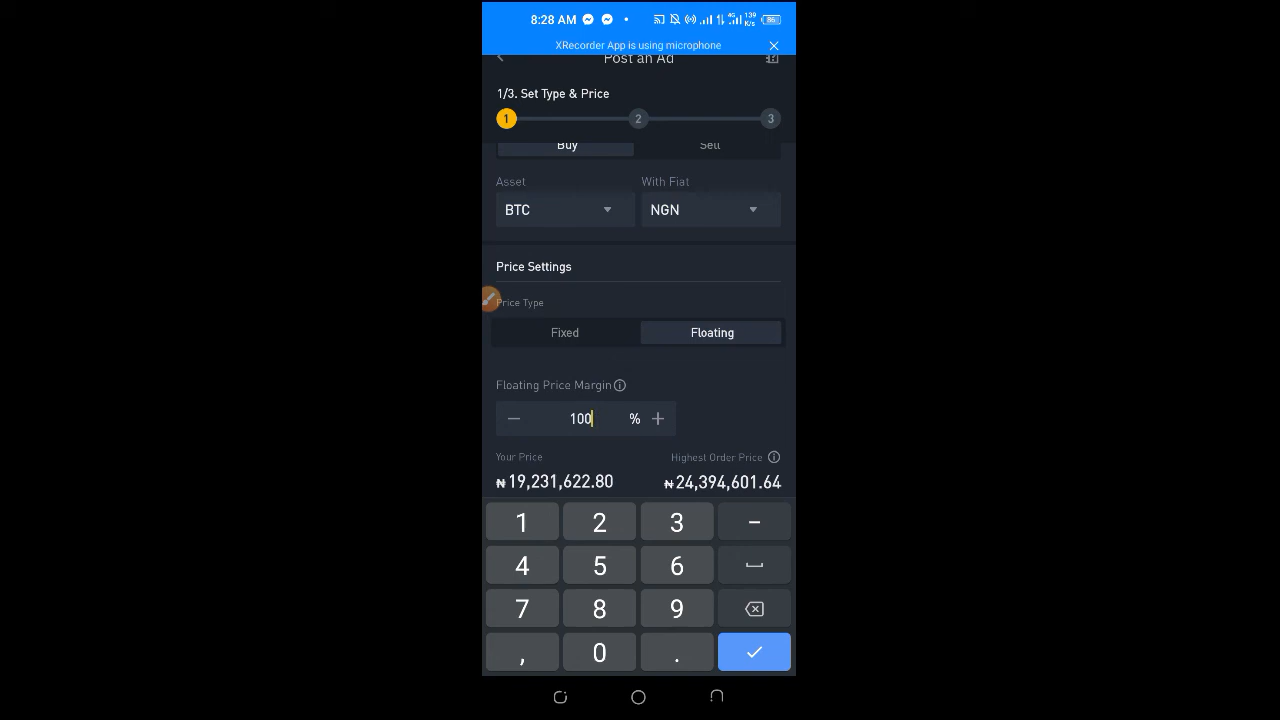 8:28 AM
4G 139 K/s 86
XRecorder App is using microphone
Post an Ad
1/3. Set Type & Price
1 2 3
Buy Sell
Asset With Fiat
BTC NGN
Price Settings
Price Type
Fixed Floating
Floating Price Margin
− 100 % +
Your Price Highest Order Price
₦ 19,231,622.80 ₦ 24,394,601.64
1 2 3 −
4 5 6
7 8 9
, 0 .